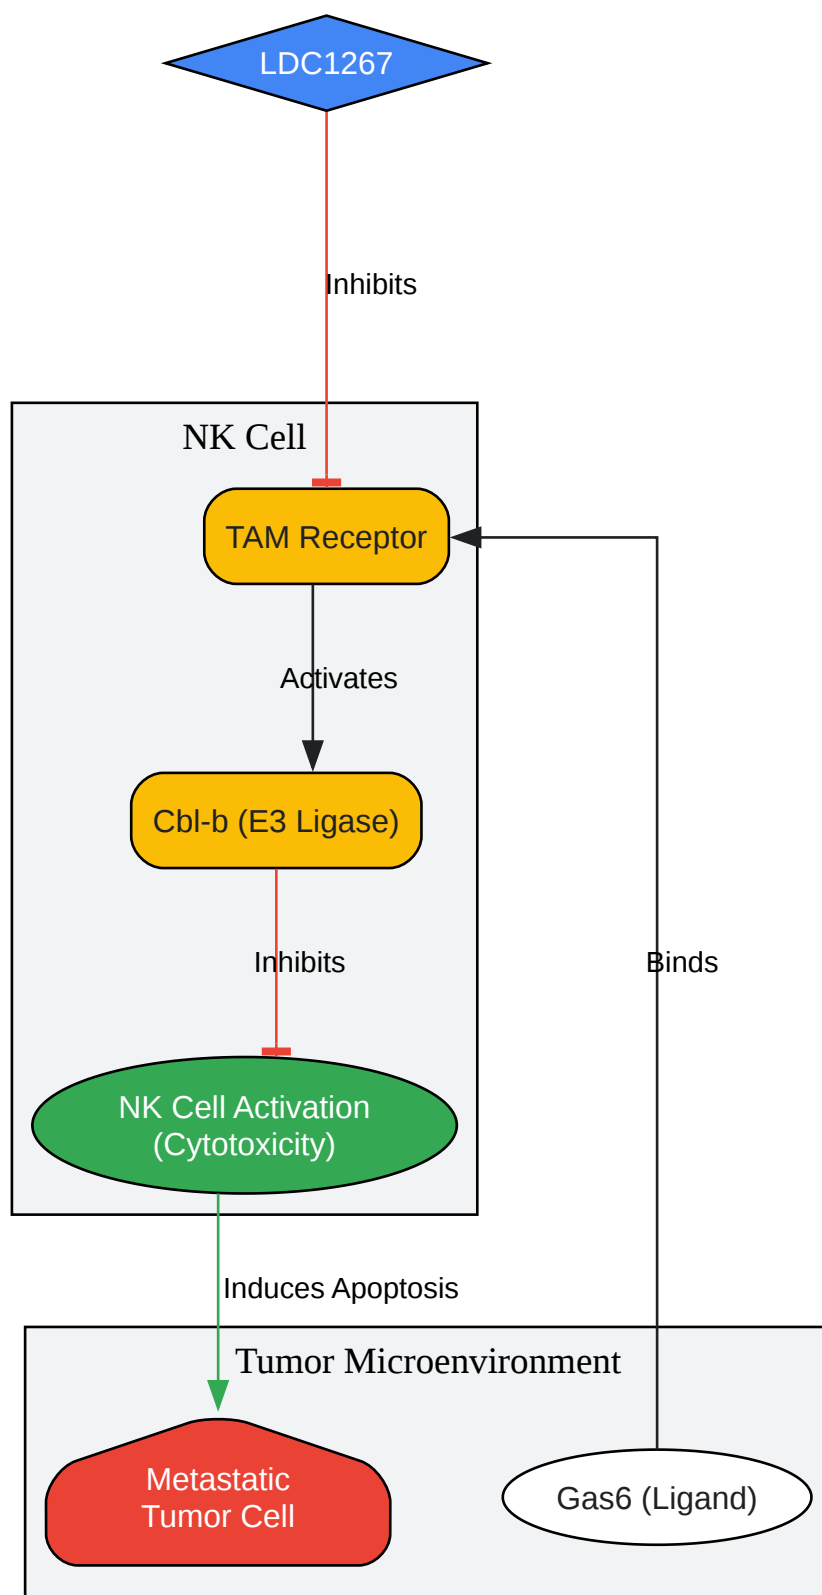 LDC1267
Inhibits
NK Cell
TAM Receptor
Activates
Cbl-b (E3 Ligase)
Inhibits
Binds
NK Cell Activation
(Cytotoxicity)
Induces Apoptosis
Tumor Microenvironment
Metastatic
Tumor Cell
Gas6 (Ligand)